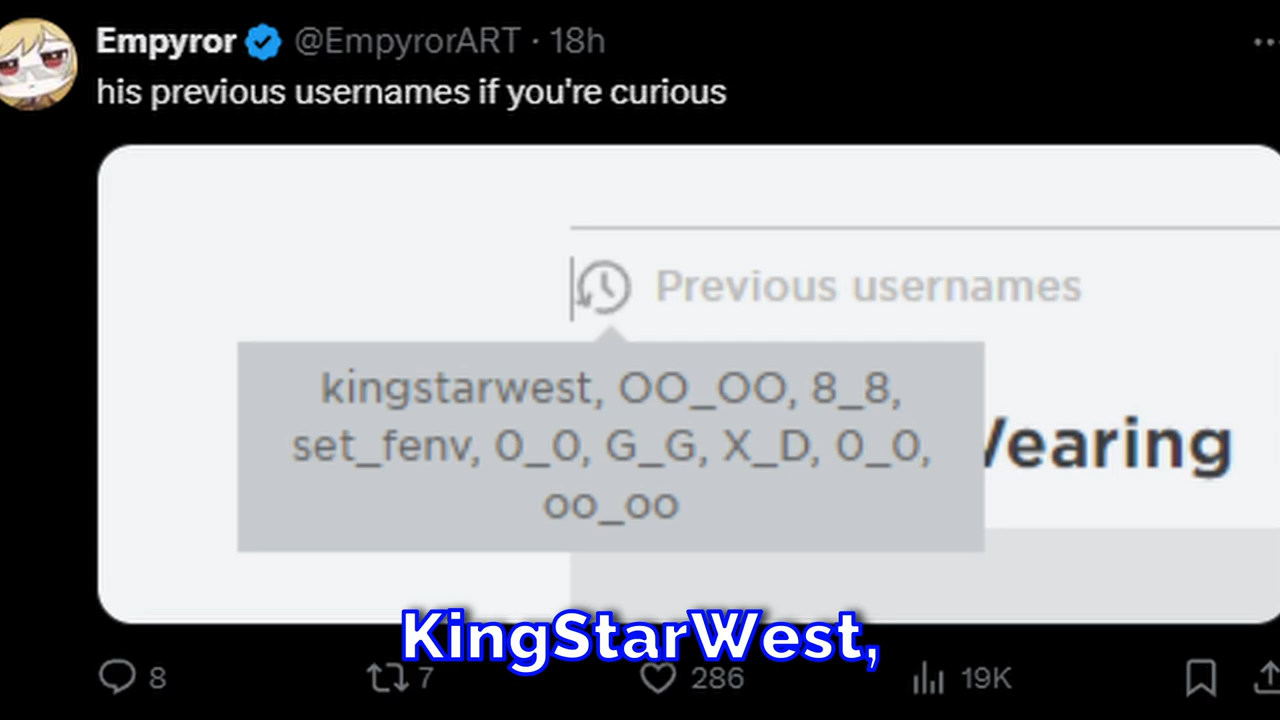 Empyror @EmpyrorART · 18h
his previous usernames if you're curious
Previous usernames
kingstarwest, OO_OO, 8_8,
set_fenv, 0_0, G_G, X_D, 0_0,
oo_oo
Wearing
KingStarWest,
8 7 286 19K